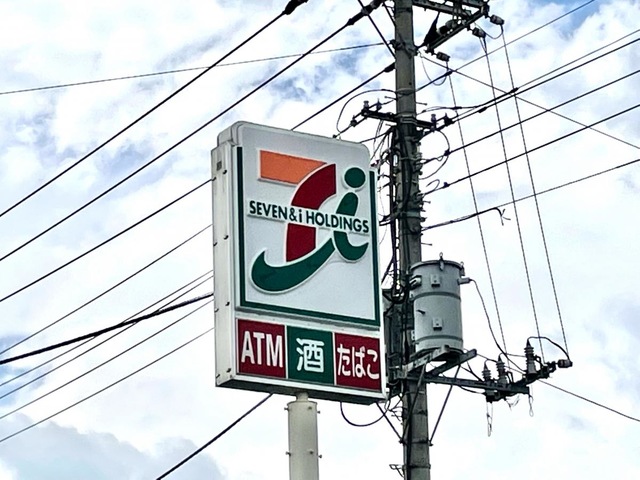 SEVEN & i HOLDINGS
ATM 酒 たばこ